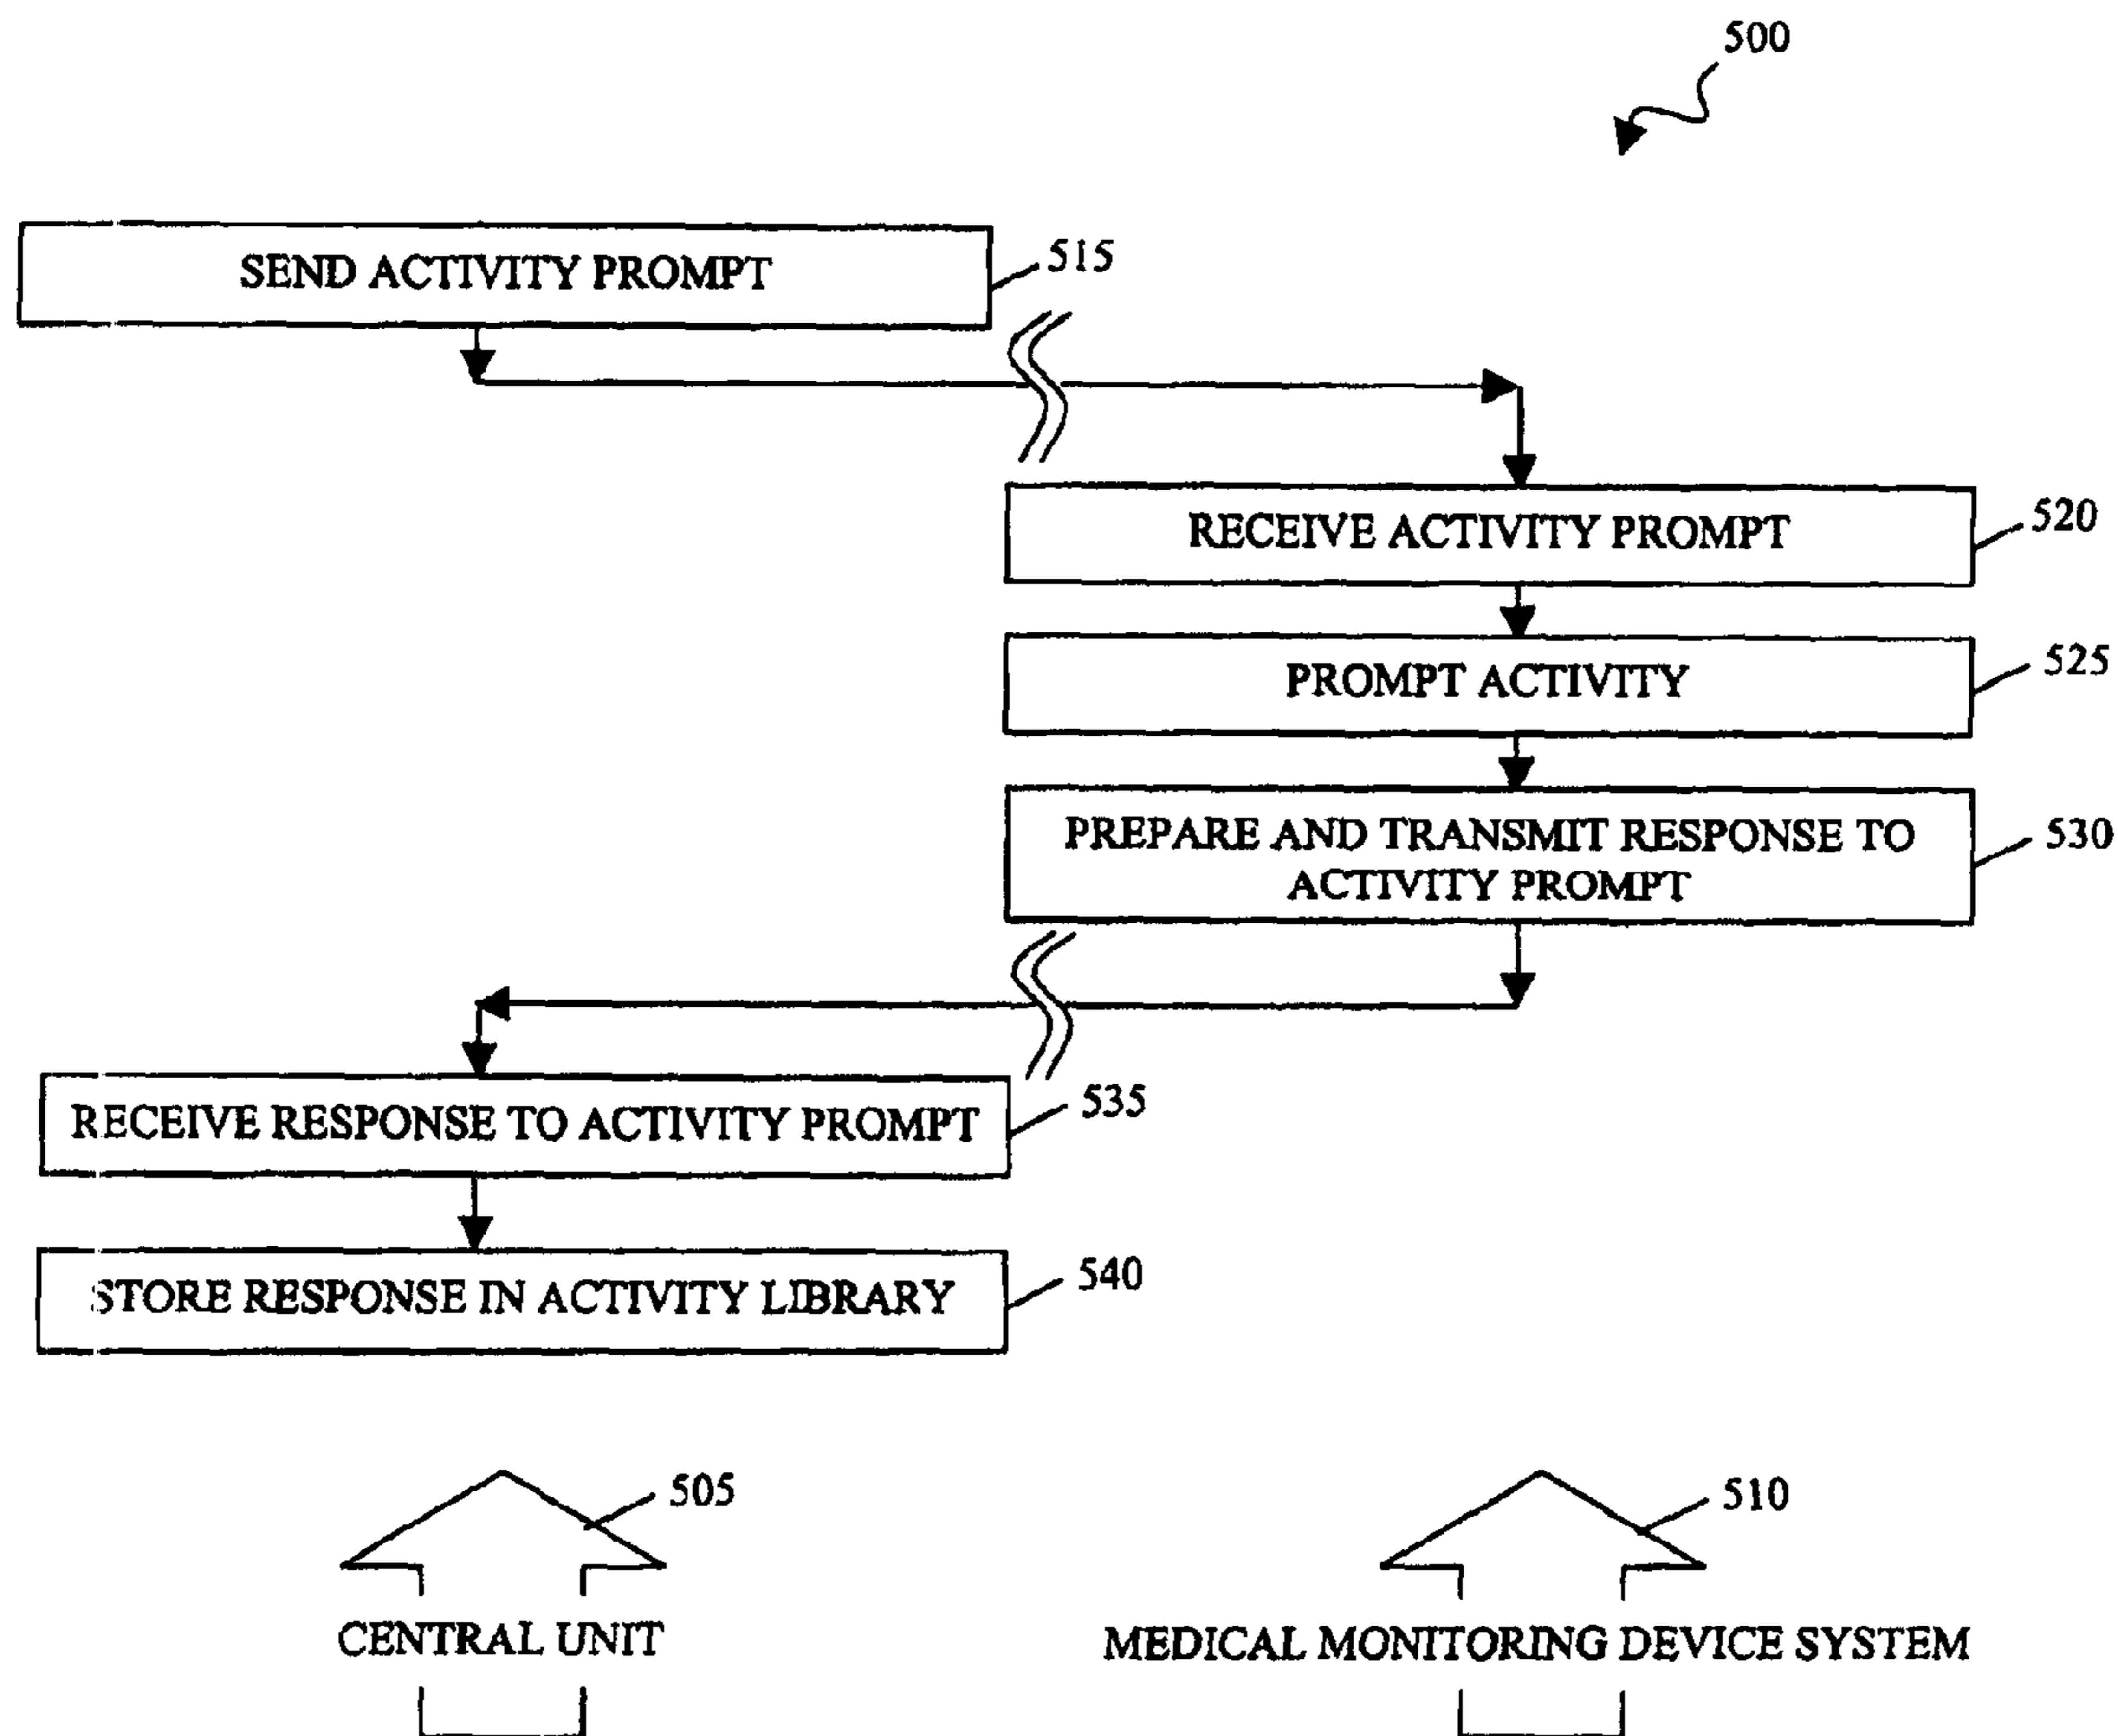 500
SEND ACTIVITY PROMPT
515
RECEIVE ACTIVITY PROMPT
520
PROMPT ACTIVITY
525
PREPARE AND TRANSMIT RESPONSE TO
ACTIVITY PROMPT
530
RECEIVE RESPONSE TO ACTIVITY PROMPT
535
STORE RESPONSE IN ACTIVITY LIBRARY
540
505
510
CENTRAL UNIT
MEDICAL MONITORING DEVICE SYSTEM